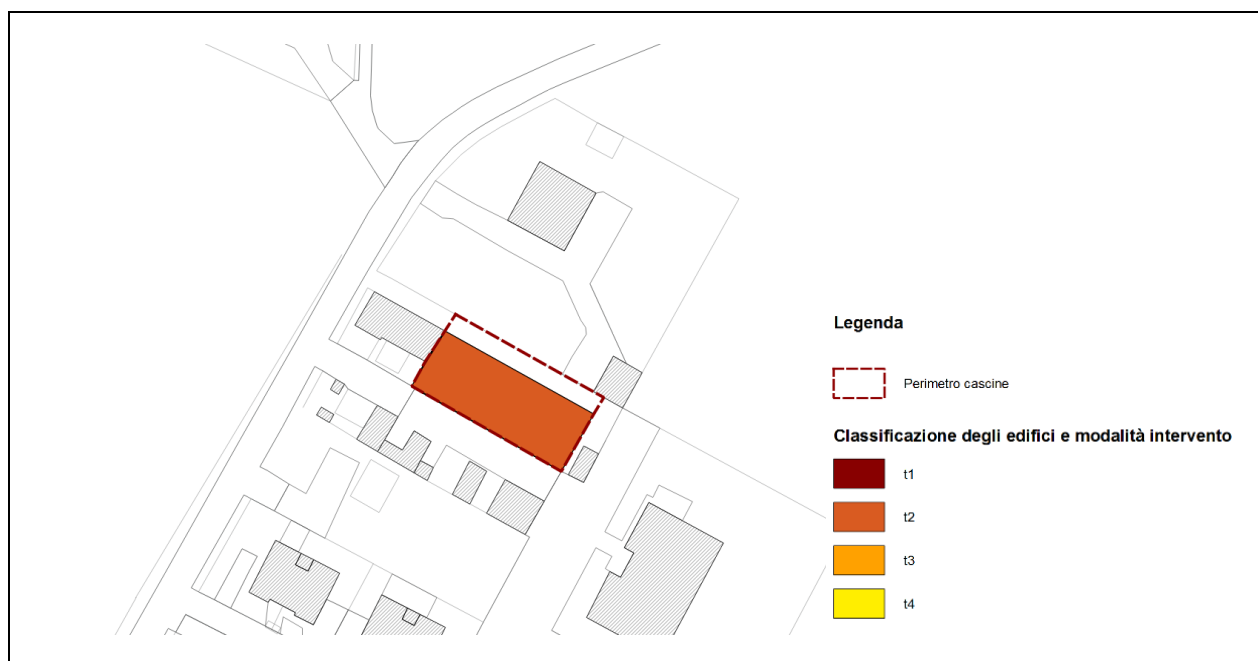 Legenda
Perimetro cascine
Classificazione degli edifici e modalità intervento
t1
t2
t3
t4